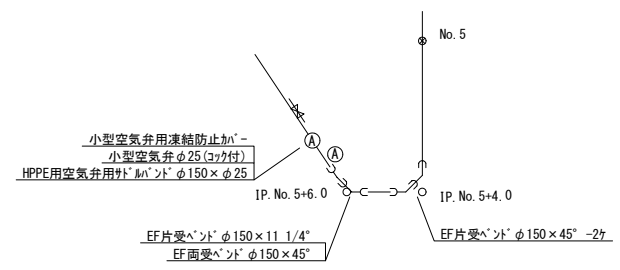 No.5
小型空気弁用凍結防止ｶﾊﾞｰ
小型空気弁φ25(ｺｯｸ付)
HPPE用空気弁用ｻﾄﾞﾙﾊﾞﾝﾄﾞφ150×φ25
A
A
IP.No.5+6.0
IP.No.5+4.0
EF片受ﾍﾞﾝﾄﾞφ150×11 1/4°
EF両受ﾍﾞﾝﾄﾞφ150×45°
EF片受ﾍﾞﾝﾄﾞφ150×45° -2ｹ